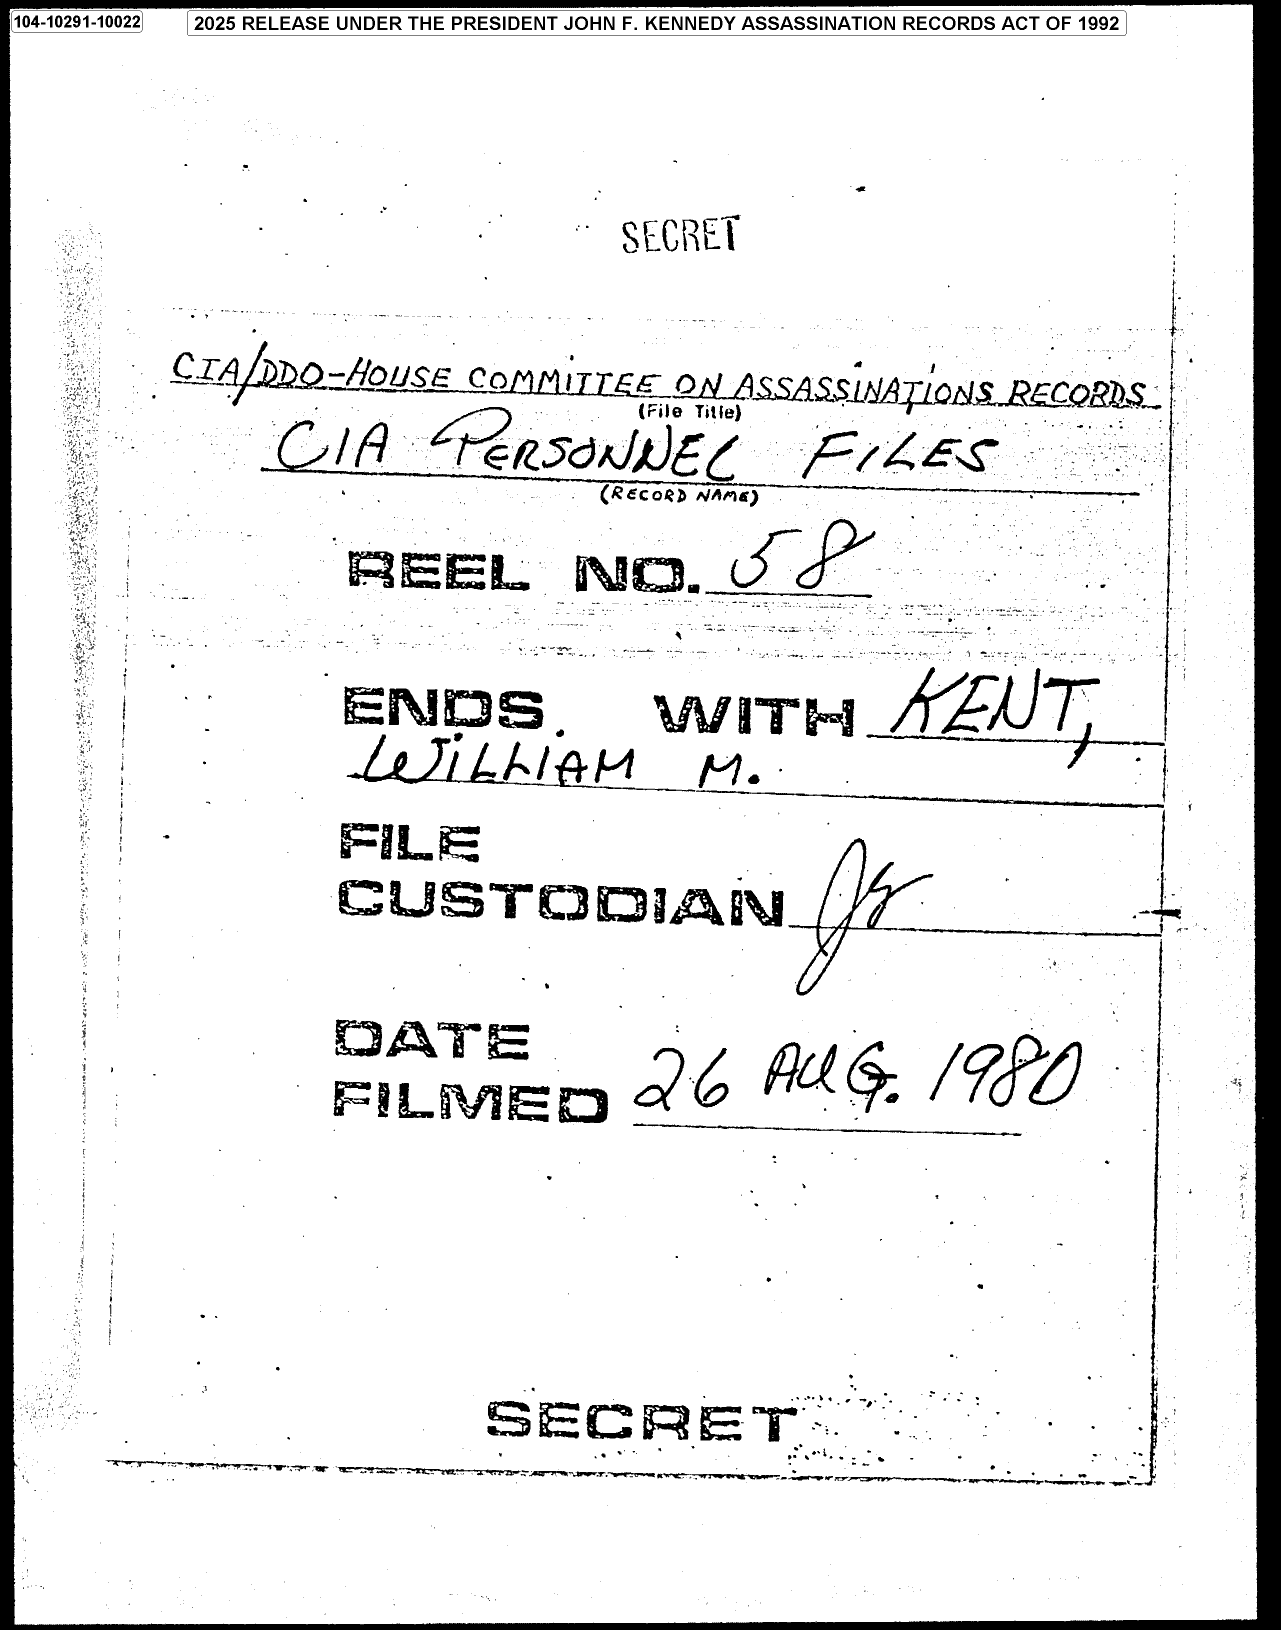 104-10291-10022
2025 RELEASE UNDER THE PRESIDENT JOHN F. KENNEDY ASSASSINATION RECORDS ACT OF 1992
SECRET
CIA/DDO-HOUSE COMMITTEE ON ASSASSINATIONS RECORDS
(File Title)
CIA PERSONNEL FILES
(RECORD NAME)
REEL NO. 58
ENDS. WITH KENT,
WILLIAM M.
FILE
CUSTODIAN
DATE
FILMED 26 AUG. 1980
SECRET